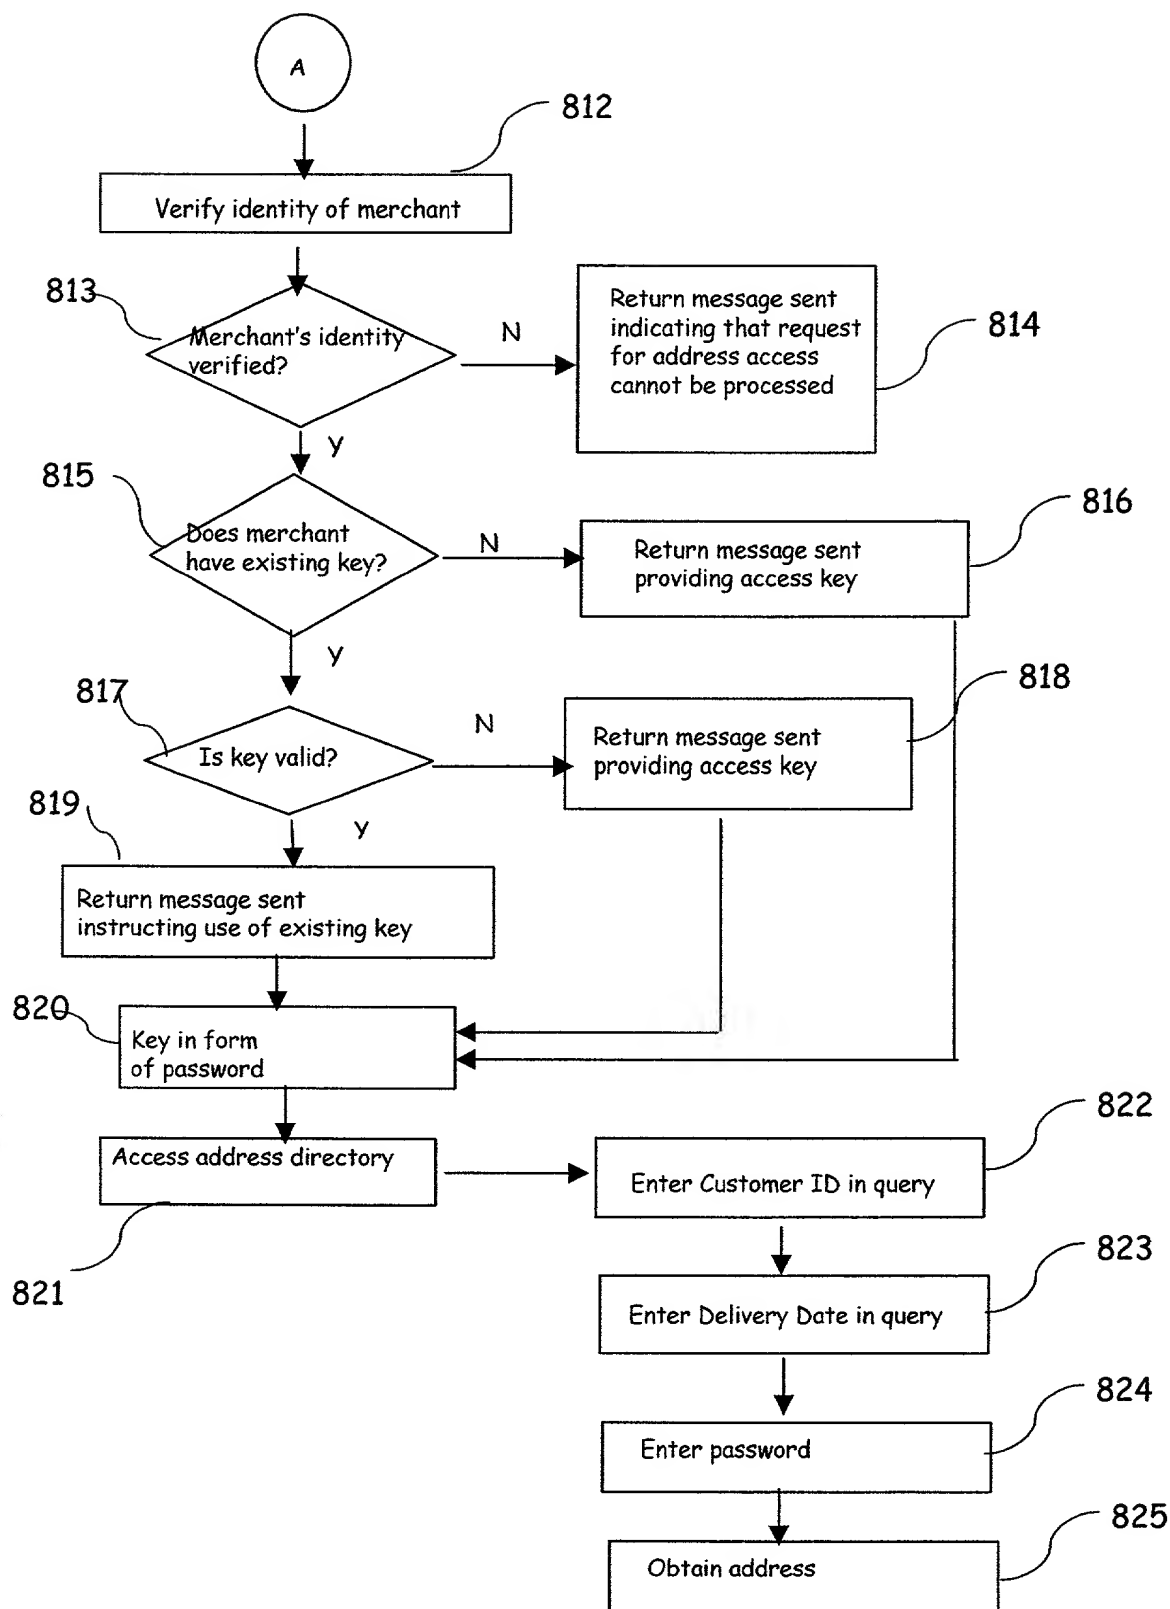 A
812
Verify identity of merchant
813
Merchant's identity
verified?
N
Return message sent
indicating that request
for address access
cannot be processed
814
Y
815
Does merchant
have existing key?
N
Return message sent
providing access key
816
Y
817
Is key valid?
N
Return message sent
providing access key
818
819
Y
Return message sent
instructing use of existing key
820
Key in form
of password
Access address directory
821
822
Enter Customer ID in query
823
Enter Delivery Date in query
824
Enter password
825
Obtain address